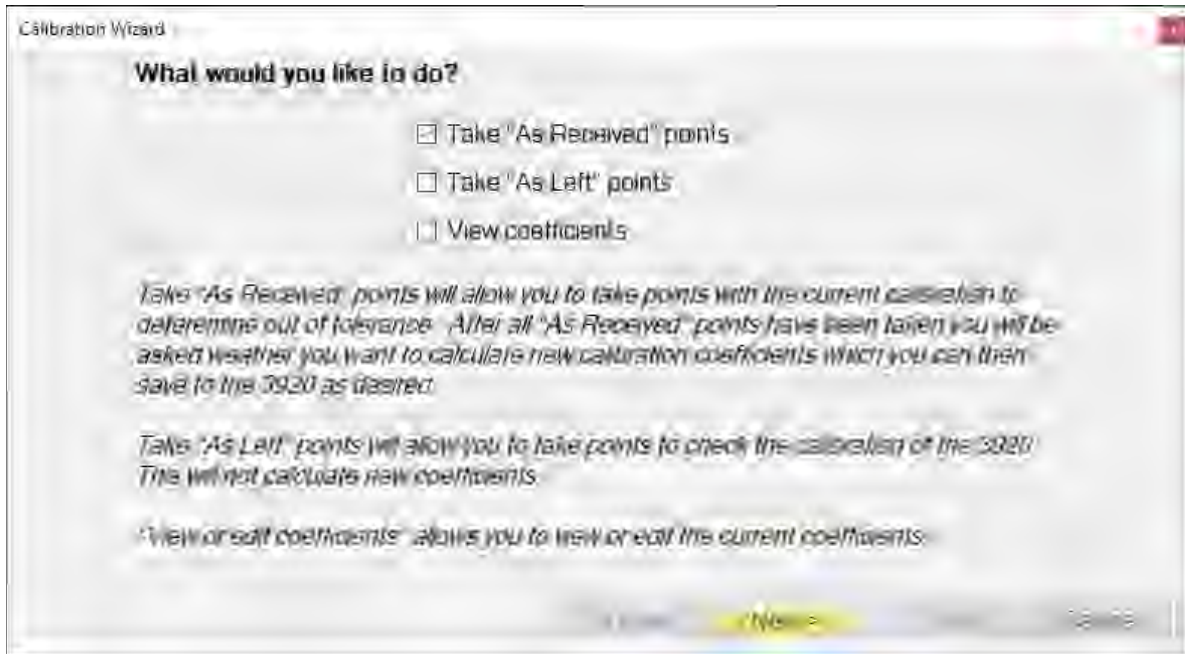 Calibration Wizard
What would you like to do?
Take "As Received" points
Take "As Left" points
View coefficients
Take "As Received" points will allow you to take points with the current calibration to
determine out of tolerance. After all "As Received" points have been taken you will be
asked weather you want to calculate new calibration coefficients which you can then
save to the 3920 as desired.
Take "As Left" points will allow you to take points to check the calibration of the 3920.
This will not calculate new coefficients.
"View or edit coefficients" allows you to view or edit the current coefficients.
Next